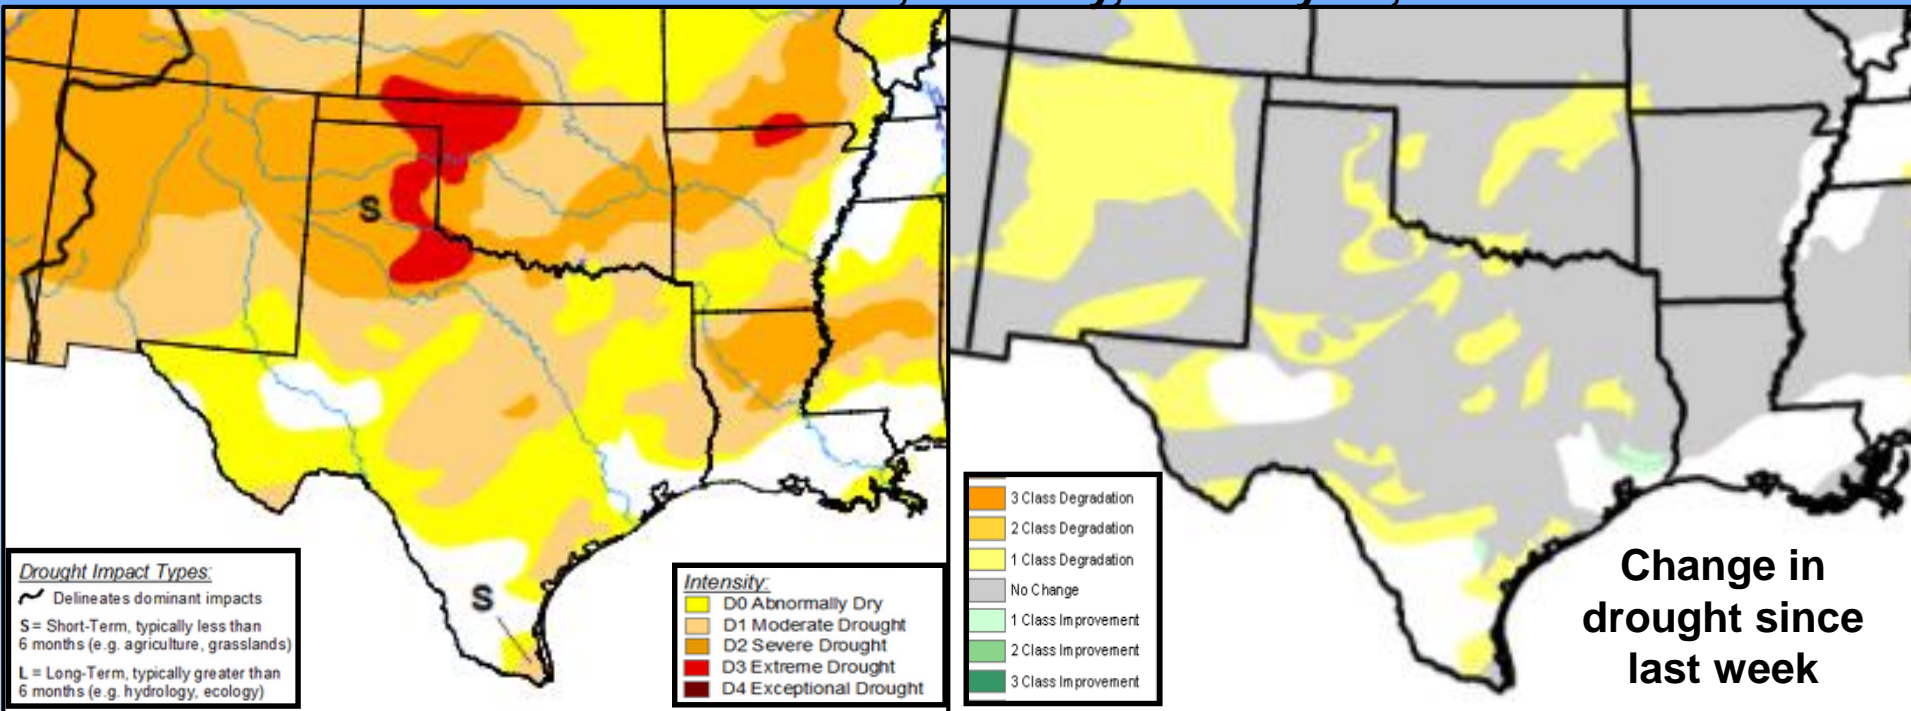 S
S
Drought Impact Types:
Delineates dominant impacts
S = Short-Term, typically less than
6 months (e.g. agriculture, grasslands)
L = Long-Term, typically greater than
6 months (e.g. hydrology, ecology)
Intensity:
D0 Abnormally Dry
D1 Moderate Drought
D2 Severe Drought
D3 Extreme Drought
D4 Exceptional Drought
3 Class Degradation
2 Class Degradation
1 Class Degradation
No Change
1 Class Improvement
2 Class Improvement
3 Class Improvement
Change in
drought since
last week